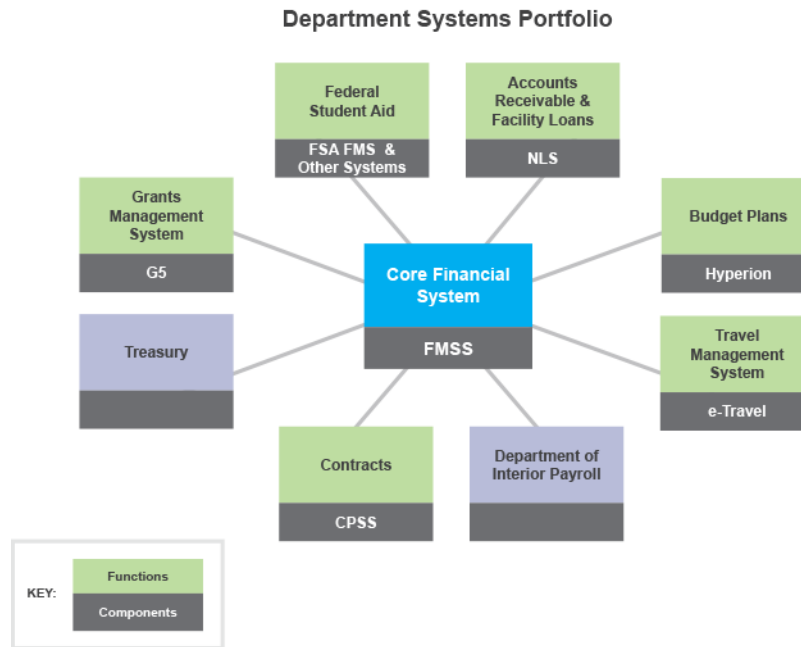 Department Systems Portfolio
Federal
Student Aid
FSA FMS &
Other Systems
Accounts
Receivable &
Facility Loans
NLS
Grants
Management
System
G5
Budget Plans
Hyperion
Core Financial
System
FMSS
Treasury
Travel
Management
System
e-Travel
Contracts
CPSS
Department of
Interior Payroll
KEY:
Functions
Components